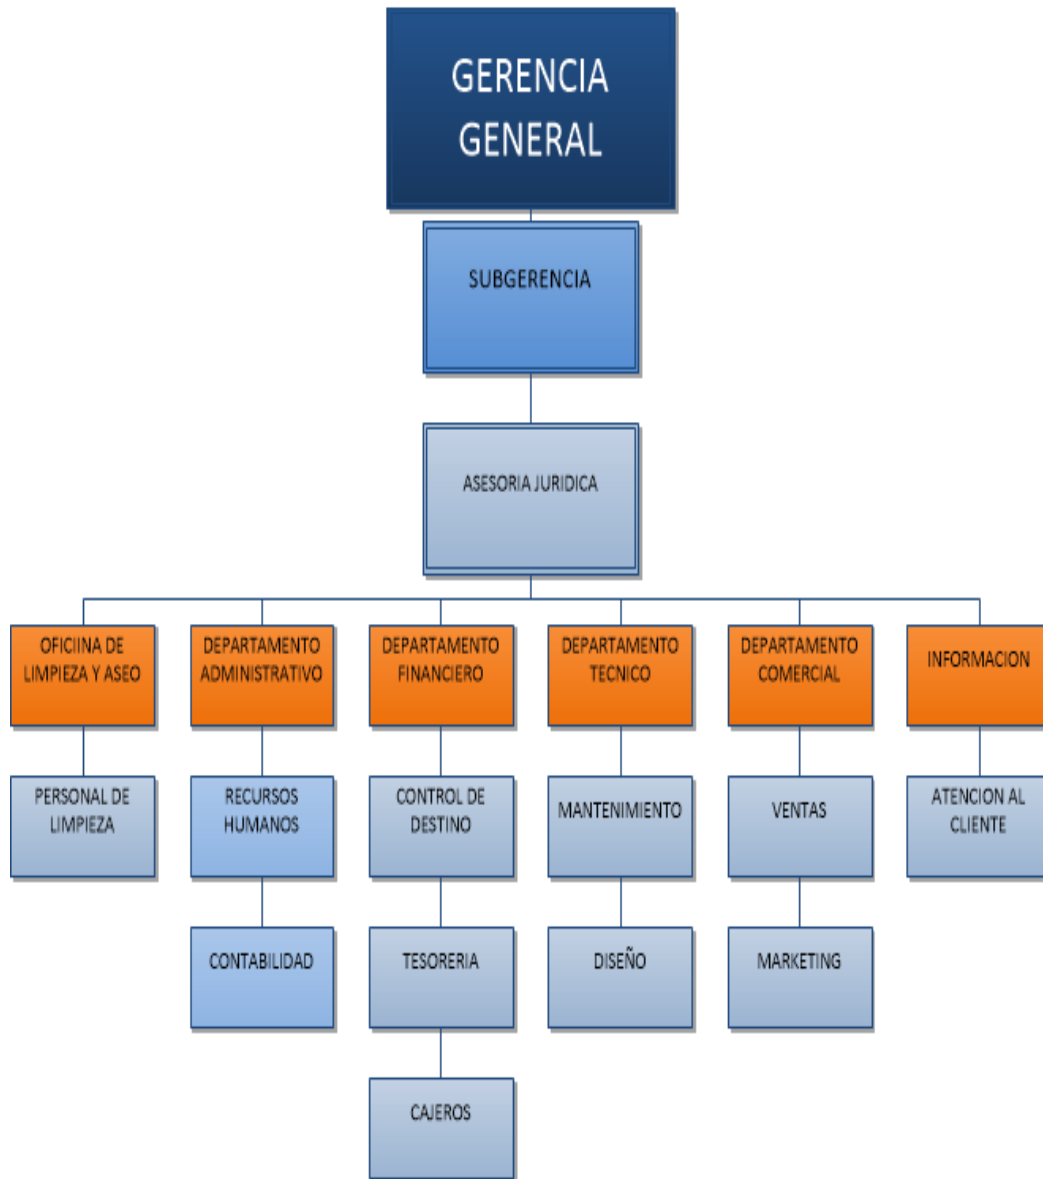 GERENCIA
GENERAL
SUBGERENCIA
ASESORIA JURIDICA
OFICIINA DE
LIMPIEZA Y ASEO
DEPARTAMENTO
ADMINISTRATIVO
DEPARTAMENTO
FINANCIERO
DEPARTAMENTO
TECNICO
DEPARTAMENTO
COMERCIAL
INFORMACION
PERSONAL DE
LIMPIEZA
RECURSOS
HUMANOS
CONTROL DE
DESTINO
MANTENIMIENTO
VENTAS
ATENCION AL
CLIENTE
CONTABILIDAD
TESORERIA
DISEÑO
MARKETING
CAJEROS